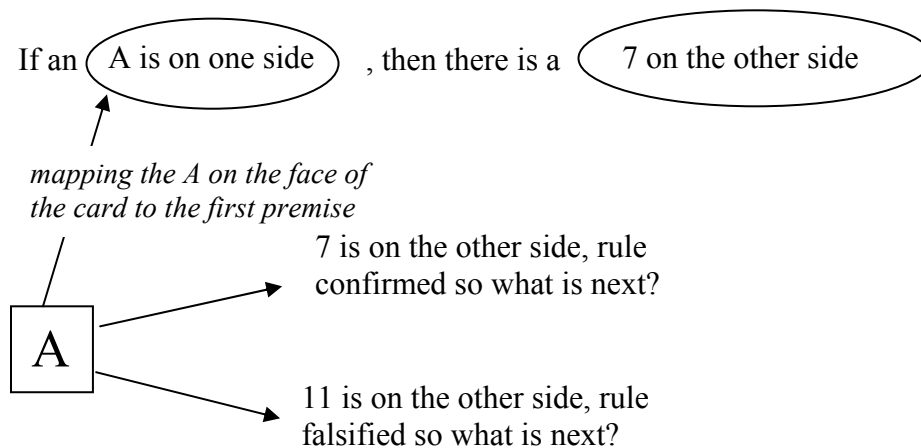 If an A is on one side , then there is a 7 on the other side
mapping the A on the face of
the card to the first premise
7 is on the other side, rule
confirmed so what is next?
A
11 is on the other side, rule
falsified so what is next?